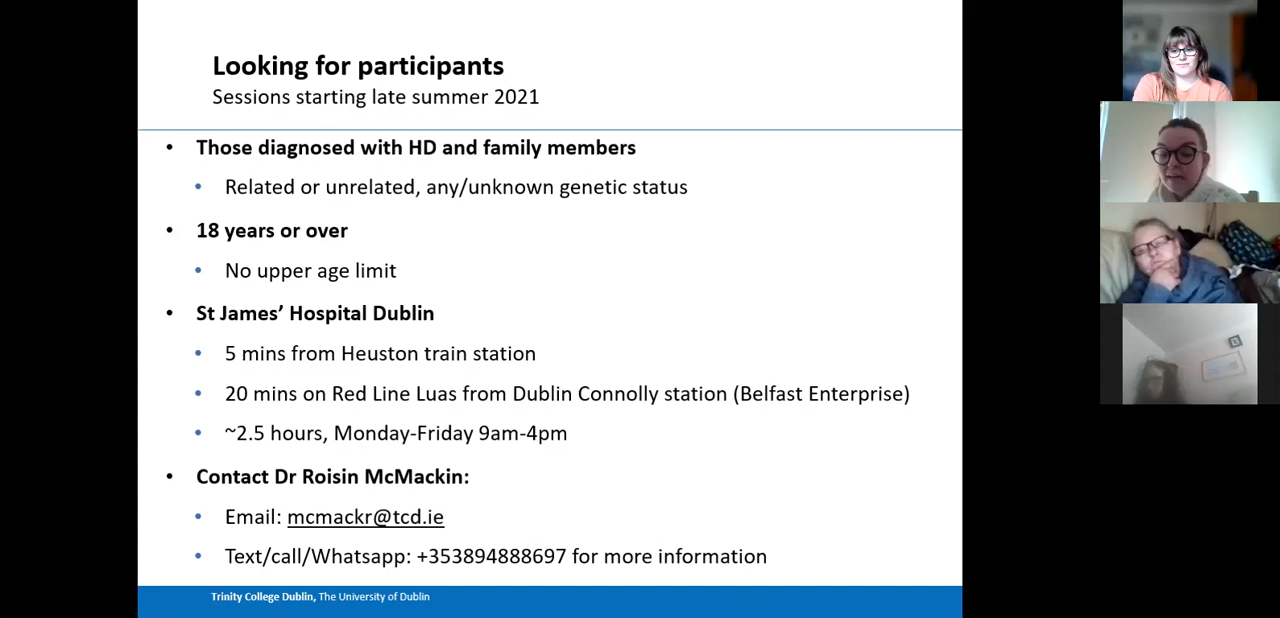 Looking for participants
Sessions starting late summer 2021
• Those diagnosed with HD and family members
• Related or unrelated, any/unknown genetic status
• 18 years or over
• No upper age limit
• St James’ Hospital Dublin
• 5 mins from Heuston train station
• 20 mins on Red Line Luas from Dublin Connolly station (Belfast Enterprise)
• ~2.5 hours, Monday-Friday 9am-4pm
• Contact Dr Roisin McMackin:
• Email: mcmackr@tcd.ie
• Text/call/Whatsapp: +353894888697 for more information
Trinity College Dublin, The University of Dublin